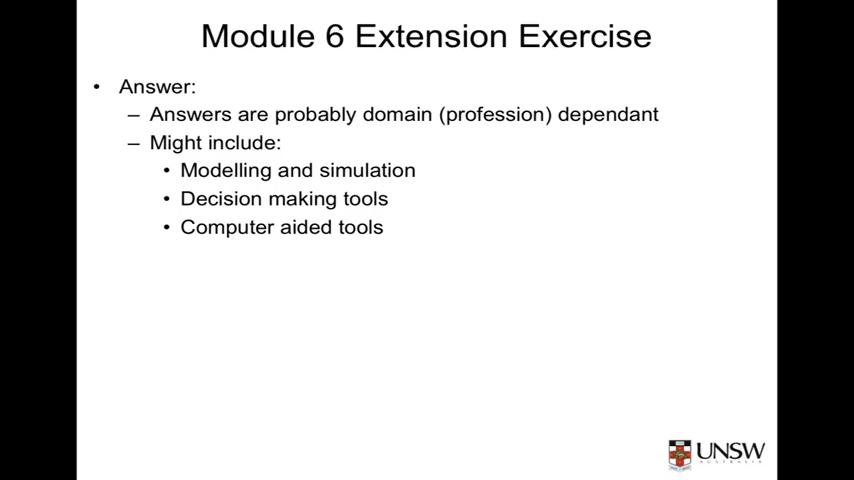 Module 6 Extension Exercise
• Answer:
– Answers are probably domain (profession) dependant
– Might include:
• Modelling and simulation
• Decision making tools
• Computer aided tools
UNSW
AUSTRALIA